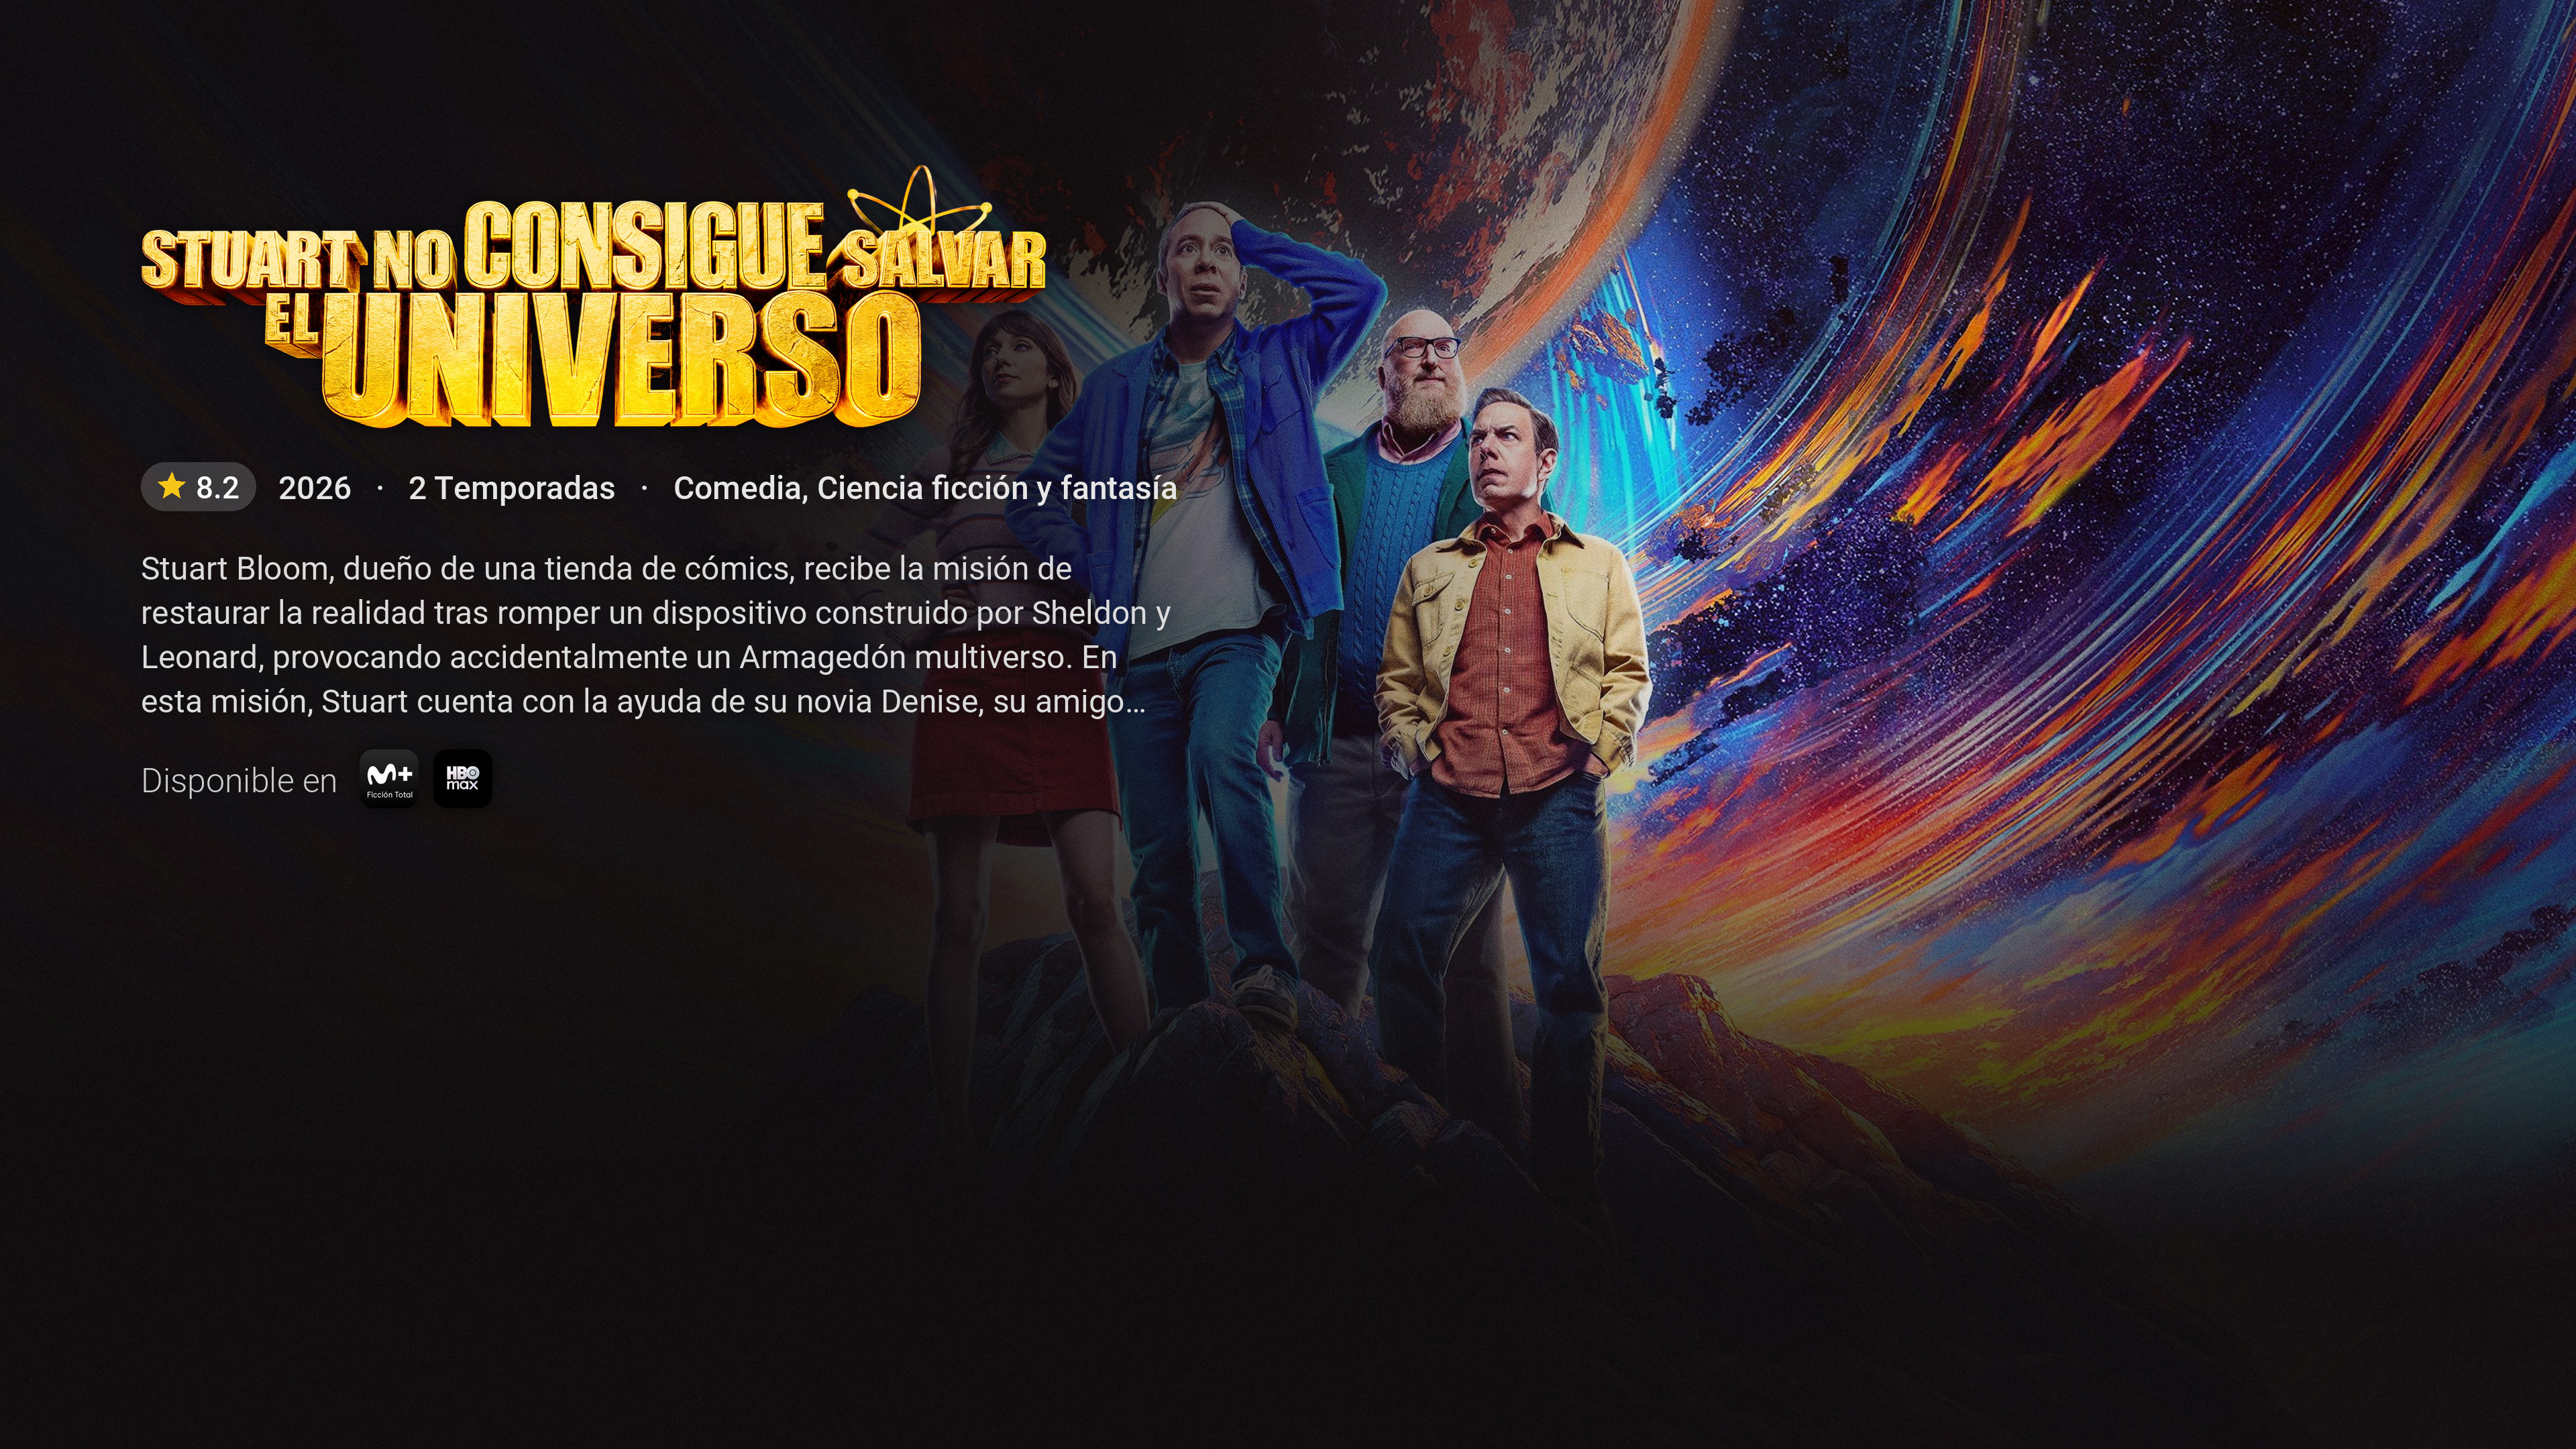 STUART NO CONSIGUE SALVAR
EL UNIVERSO
8.2 2026 · 2 Temporadas · Comedia, Ciencia ficción y fantasía
Stuart Bloom, dueño de una tienda de cómics, recibe la misión de
restaurar la realidad tras romper un dispositivo construido por Sheldon y
Leonard, provocando accidentalmente un Armagedón multiverso. En
esta misión, Stuart cuenta con la ayuda de su novia Denise, su amigo...
Disponible en M+ Ficción Total HBO max